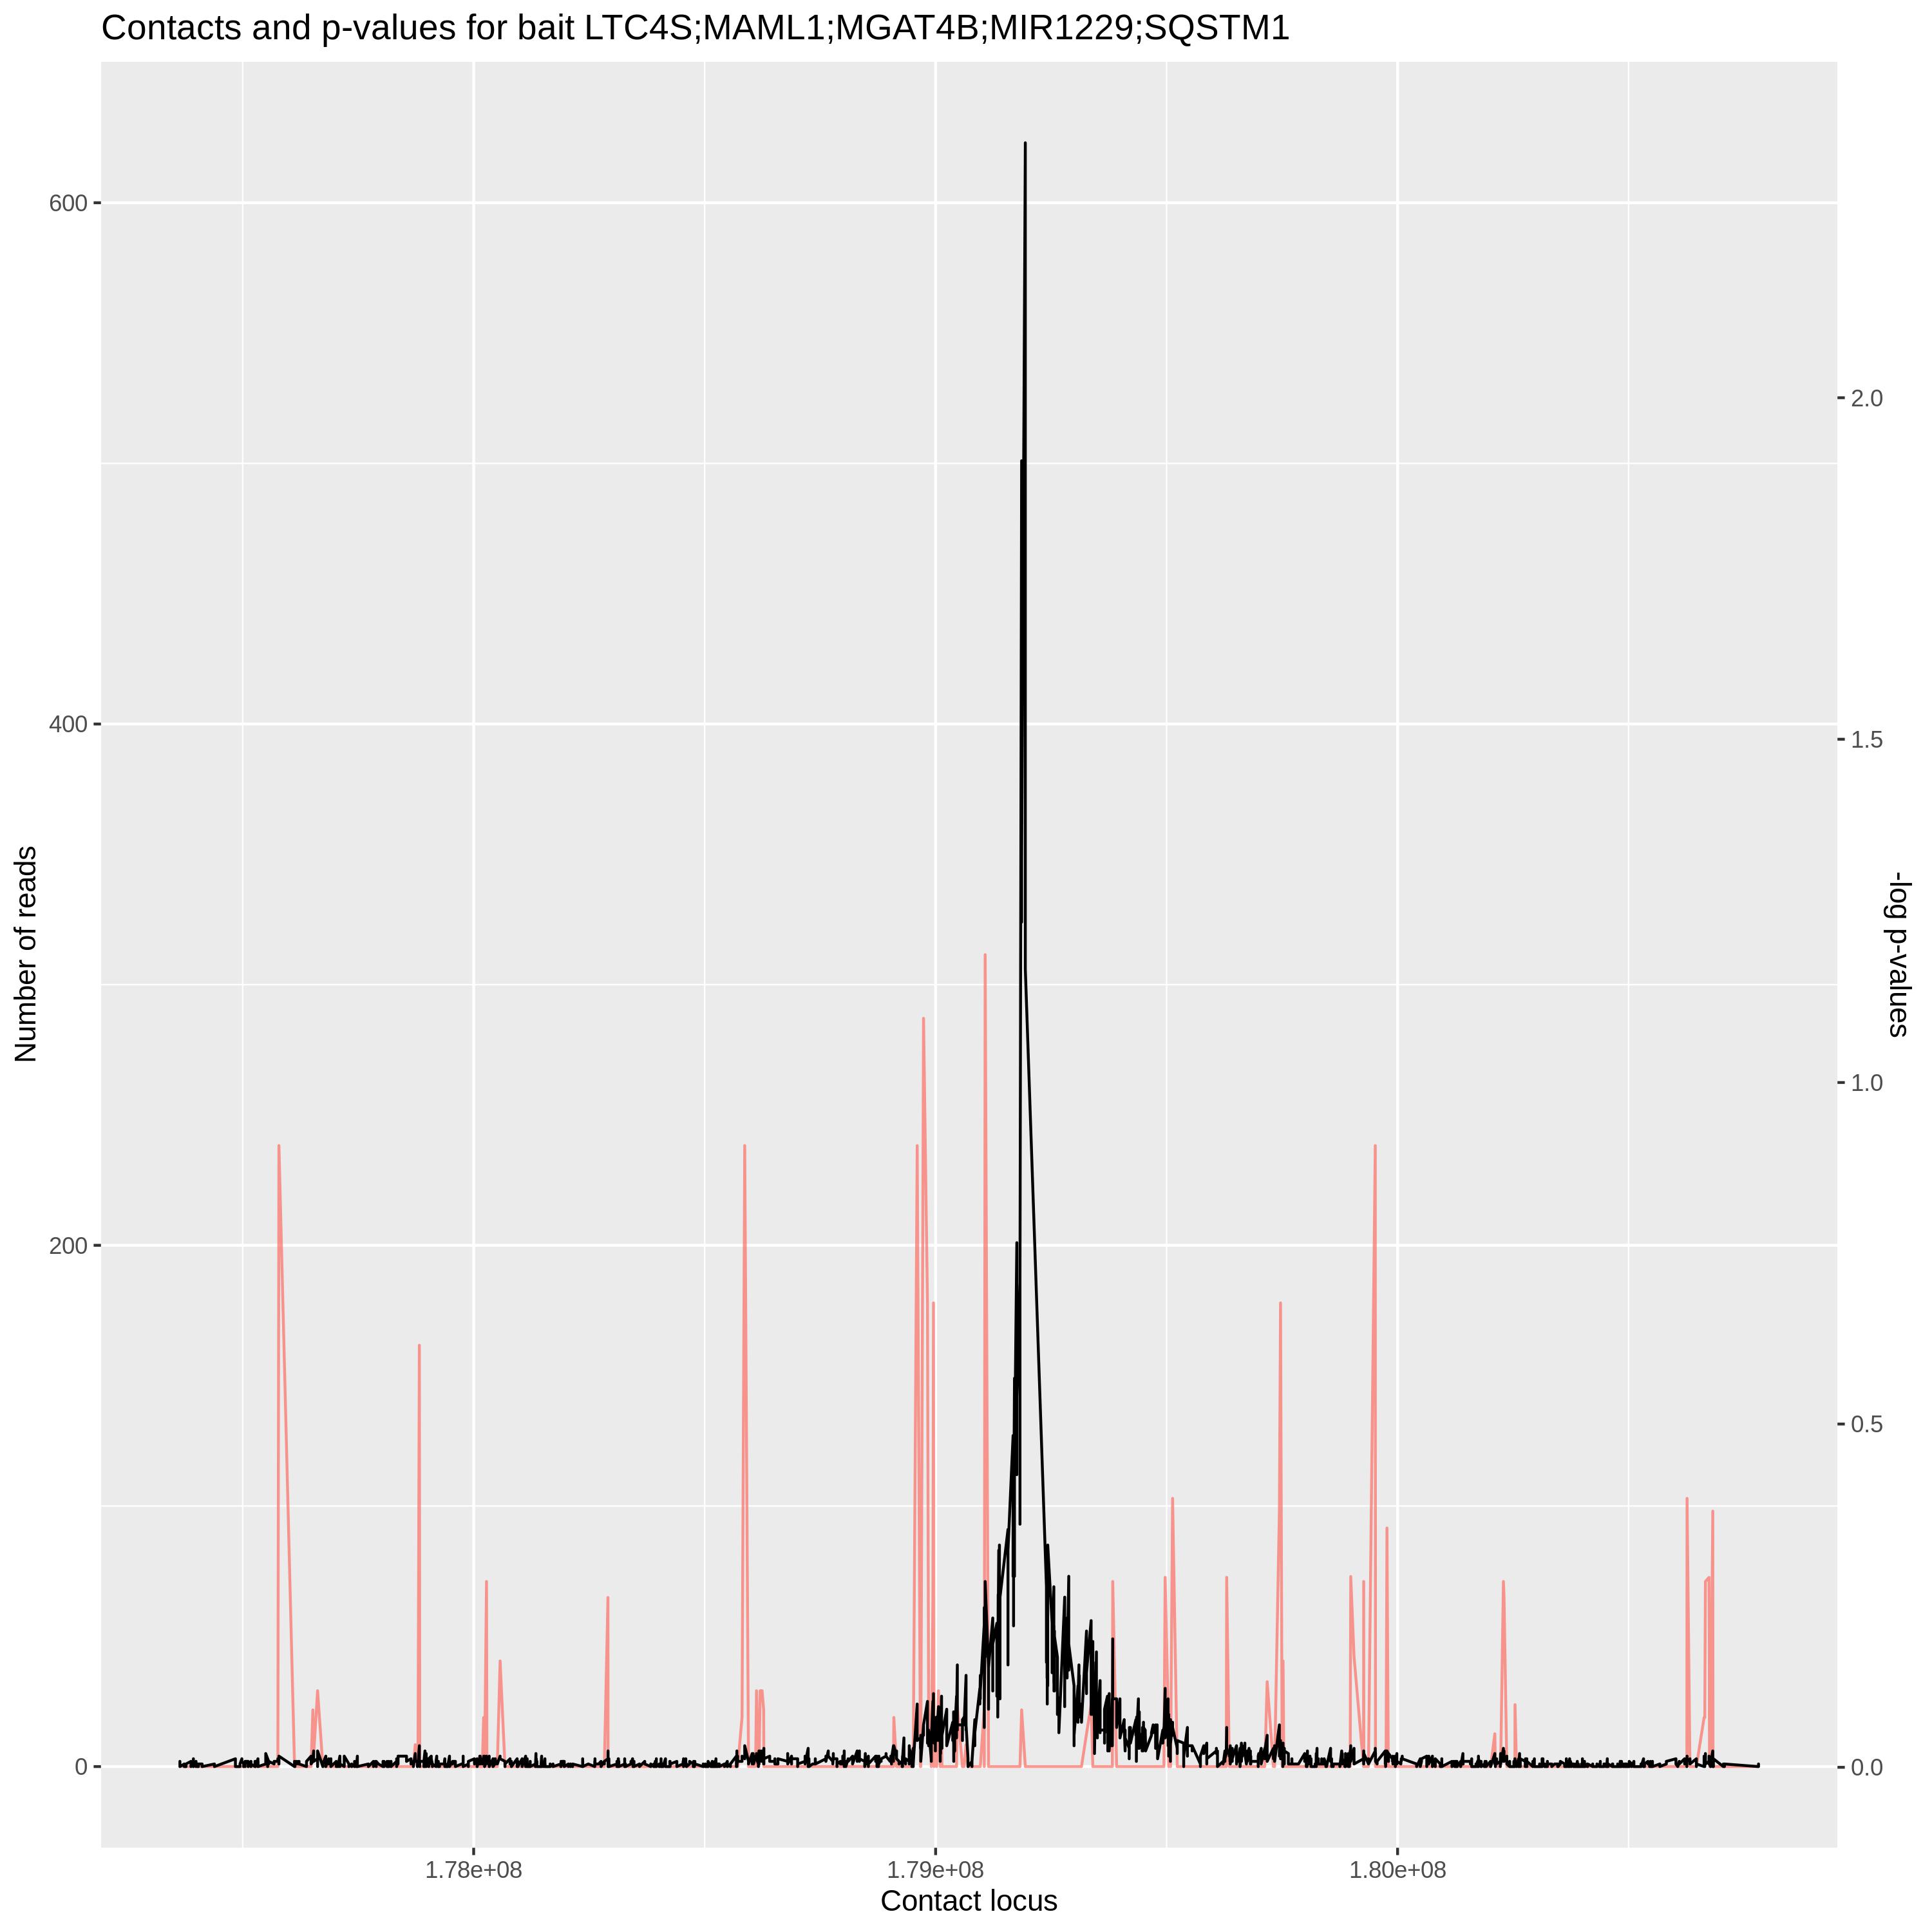 Contacts and p-values for bait LTC4S;MAML1;MGAT4B;MIR1229;SQSTM1
Number of reads
600
400
200
0
-log p-values
2.0
1.5
1.0
0.5
0.0
1.78e+08 1.79e+08 1.80e+08
Contact locus